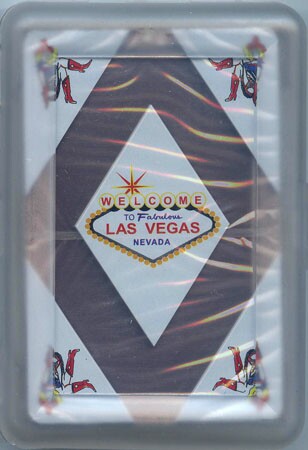 WELCOME
TO Fabulous
LAS VEGAS
NEVADA